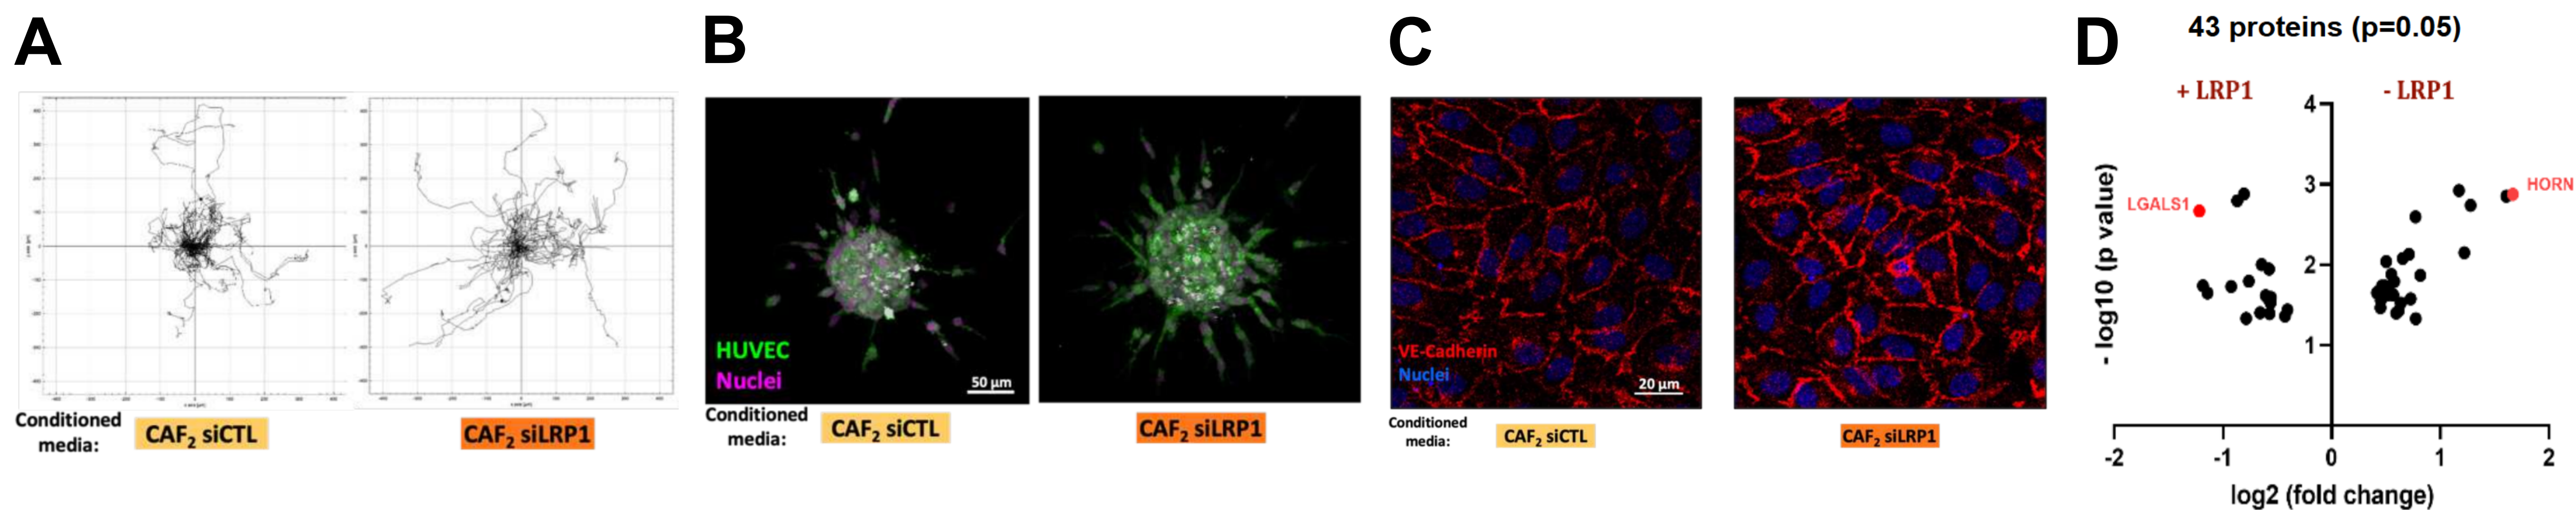 A
Conditioned
media:
CAF2 siCTL
CAF2 siLRP1
B
HUVEC
Nuclei
50 µm
Conditioned
media:
CAF2 siCTL
CAF2 siLRP1
C
VE-Cadherin
Nuclei
20 µm
Conditioned
media:
CAF2 siCTL
CAF2 siLRP1
D
43 proteins (p=0.05)
+ LRP1
- LRP1
4
3
2
1
LGALS1
HORN
- log10 (p value)
-2 -1 0 1 2
log2 (fold change)